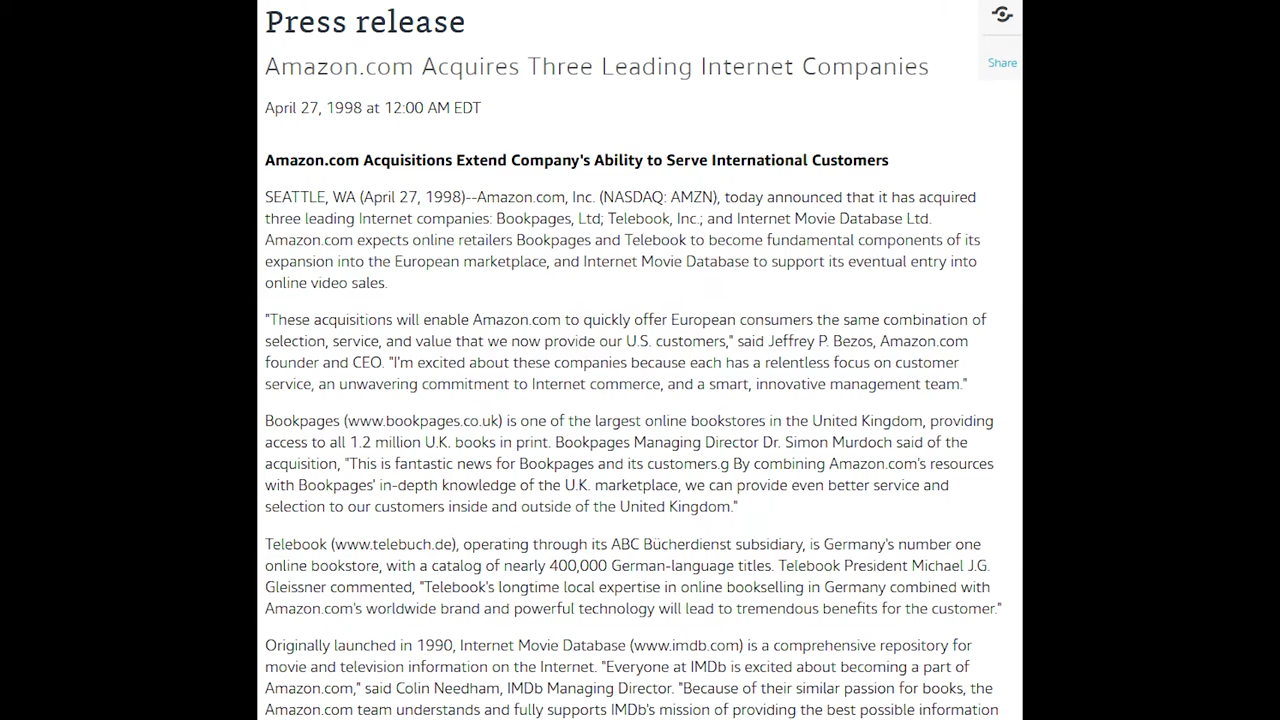 Press release
Share
Amazon.com Acquires Three Leading Internet Companies
April 27, 1998 at 12:00 AM EDT
Amazon.com Acquisitions Extend Company's Ability to Serve International Customers
SEATTLE, WA (April 27, 1998)--Amazon.com, Inc. (NASDAQ: AMZN), today announced that it has acquired
three leading Internet companies: Bookpages, Ltd; Telebook, Inc.; and Internet Movie Database Ltd.
Amazon.com expects online retailers Bookpages and Telebook to become fundamental components of its
expansion into the European marketplace, and Internet Movie Database to support its eventual entry into
online video sales.
"These acquisitions will enable Amazon.com to quickly offer European consumers the same combination of
selection, service, and value that we now provide our U.S. customers," said Jeffrey P. Bezos, Amazon.com
founder and CEO. "I'm excited about these companies because each has a relentless focus on customer
service, an unwavering commitment to Internet commerce, and a smart, innovative management team."
Bookpages (www.bookpages.co.uk) is one of the largest online bookstores in the United Kingdom, providing
access to all 1.2 million U.K. books in print. Bookpages Managing Director Dr. Simon Murdoch said of the
acquisition, "This is fantastic news for Bookpages and its customers.g By combining Amazon.com's resources
with Bookpages' in-depth knowledge of the U.K. marketplace, we can provide even better service and
selection to our customers inside and outside of the United Kingdom."
Telebook (www.telebuch.de), operating through its ABC Bücherdienst subsidiary, is Germany's number one
online bookstore, with a catalog of nearly 400,000 German-language titles. Telebook President Michael J.G.
Gleissner commented, "Telebook's longtime local expertise in online bookselling in Germany combined with
Amazon.com's worldwide brand and powerful technology will lead to tremendous benefits for the customer."
Originally launched in 1990, Internet Movie Database (www.imdb.com) is a comprehensive repository for
movie and television information on the Internet. "Everyone at IMDb is excited about becoming a part of
Amazon.com," said Colin Needham, IMDb Managing Director. "Because of their similar passion for books, the
Amazon.com team understands and fully supports IMDb's mission of providing the best possible information